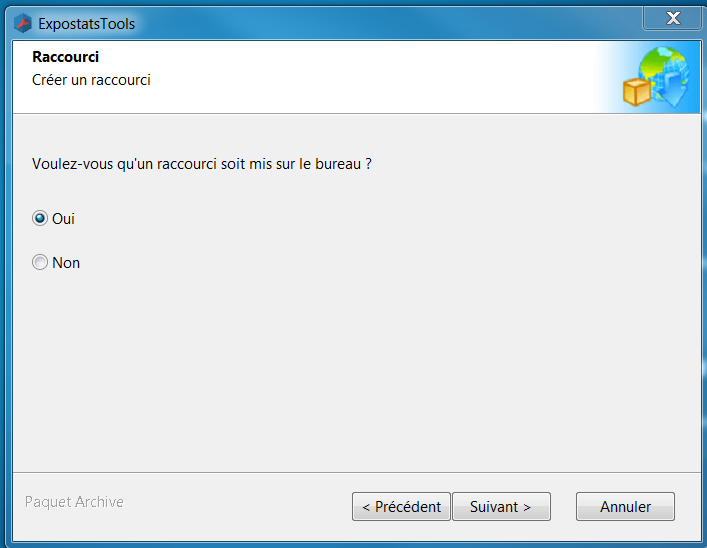 ExpostatsTools
X
Raccourci
Créer un raccourci
Voulez-vous qu'un raccourci soit mis sur le bureau ?
Oui
Non
Paquet Archive
< Précédent
Suivant >
Annuler